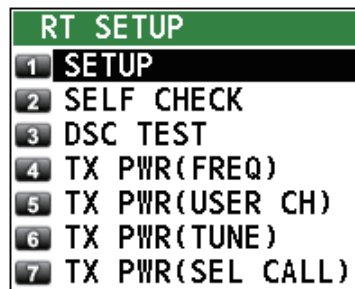 RT SETUP
1 SETUP
2 SELF CHECK
3 DSC TEST
4 TX PWR(FREQ)
5 TX PWR(USER CH)
6 TX PWR(TUNE)
7 TX PWR(SEL CALL)